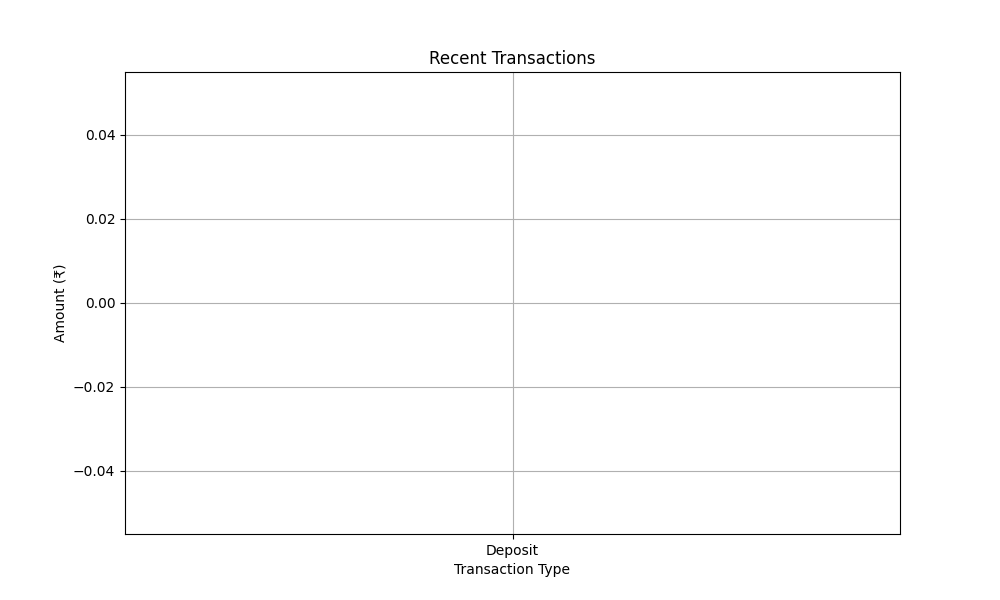 Recent Transactions
Amount (₹)
0.04
0.02
0.00
−0.02
−0.04
Deposit
Transaction Type